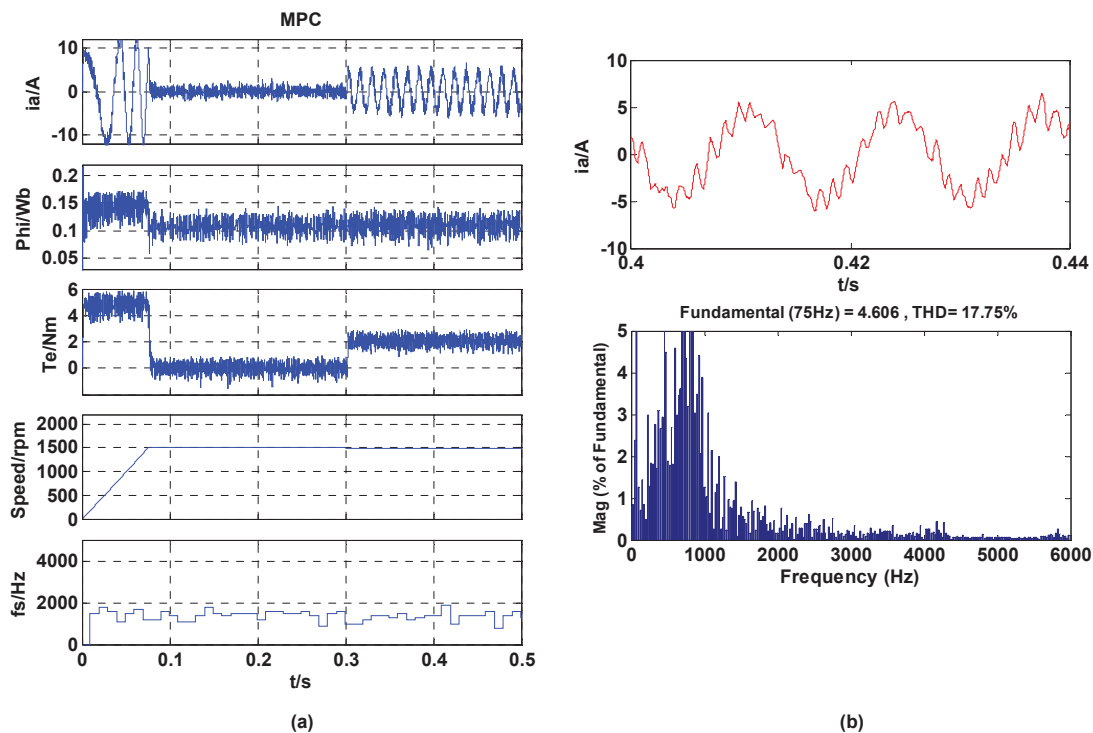 MPC
10
0
-10
ia/A
0.2
0.15
0.1
0.05
Phi/Wb
6
4
2
0
Te/Nm
2000
1500
1000
500
0
Speed/rpm
4000
2000
0
fs/Hz
0 0.1 0.2 0.3 0.4 0.5
t/s
(a)
10
5
0
-5
-10
ia/A
0.4 0.42 0.44
t/s
Fundamental (75Hz) = 4.606 , THD= 17.75%
5
4
3
2
1
0
Mag (% of Fundamental)
0 1000 2000 3000 4000 5000 6000
Frequency (Hz)
(b)